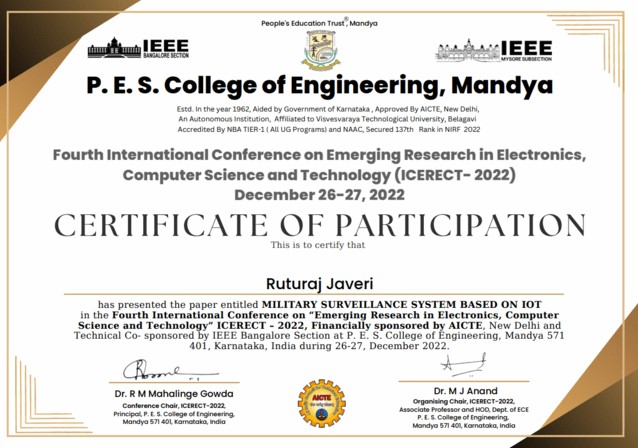 People's Education Trust®, Mandya
IEEE
BANGALORE SECTION
IEEE
MYSORE SUBSECTION
P. E. S. College of Engineering, Mandya
Estd. In the year 1962, Aided by Government of Karnataka , Approved By AICTE, New Delhi,
An Autonomous Institution, Affiliated to Visvesvaraya Technological University, Belagavi
Accredited By NBA TIER-1 ( All UG Programs) and NAAC, Secured 137th Rank in NIRF 2022
Fourth International Conference on Emerging Research in Electronics,
Computer Science and Technology (ICERECT- 2022)
December 26-27, 2022
CERTIFICATE OF PARTICIPATION
This is to certify that
Ruturaj Javeri
has presented the paper entitled MILITARY SURVEILLANCE SYSTEM BASED ON IOT
in the Fourth International Conference on “Emerging Research in Electronics, Computer
Science and Technology” ICERECT – 2022, Financially sponsored by AICTE, New Delhi and
Technical Co- sponsored by IEEE Bangalore Section at P. E. S. College of Engineering, Mandya 571
401, Karnataka, India during 26-27, December 2022.
Dr. R M Mahalinge Gowda
Conference Chair, ICERECT-2022,
Principal, P. E. S. College of Engineering,
Mandya 571 401, Karnataka, India
AICTE
Dr. M J Anand
Organising Chair, ICERECT-2022,
Associate Professor and HOD, Dept. of ECE
P. E. S. College of Engineering,
Mandya 571 401, Karnataka, India